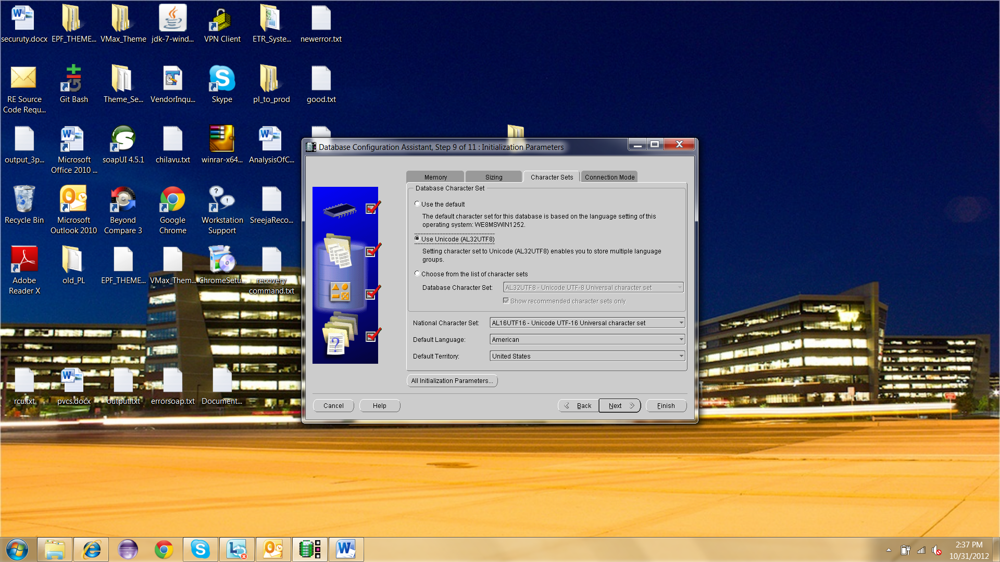 securuty.docx
EPF_THEME...
VMax_Theme
jdk-7-wind...
VPN Client
ETR_Syste...
newerror.txt
RE Source
Code Requ...
Git Bash
Theme_Se...
VendorInqu...
Skype
pl_to_prod
good.txt
output_3p...
Microsoft
Office 2010 ...
soapUI 4.5.1
chilavu.txt
winrar-x64...
AnalysisOfC...
Recycle Bin
Microsoft
Outlook 2010
Beyond
Compare 3
Google
Chrome
Workstation
Support
SreejaReco...
Adobe
Reader X
old_PL
EPF_THEME...
VMax_Them...
ChromeSetu...
recovery
command.txt
rcu.txt
pvcs.docx
output.txt
errorsoap.txt
Document...
Database Configuration Assistant, Step 9 of 11 : Initialization Parameters
Memory
Sizing
Character Sets
Connection Mode
Database Character Set
Use the default
The default character set for this database is based on the language setting of this
operating system: WE8MSWIN1252.
Use Unicode (AL32UTF8)
Setting character set to Unicode (AL32UTF8) enables you to store multiple language
groups.
Choose from the list of character sets
Database Character Set:
AL32UTF8 - Unicode UTF-8 Universal character set
Show recommended character sets only
National Character Set:
AL16UTF16 - Unicode UTF-16 Universal character set
Default Language:
American
Default Territory:
United States
All Initialization Parameters...
Cancel
Help
Back
Next
Finish
2:37 PM
10/31/2012